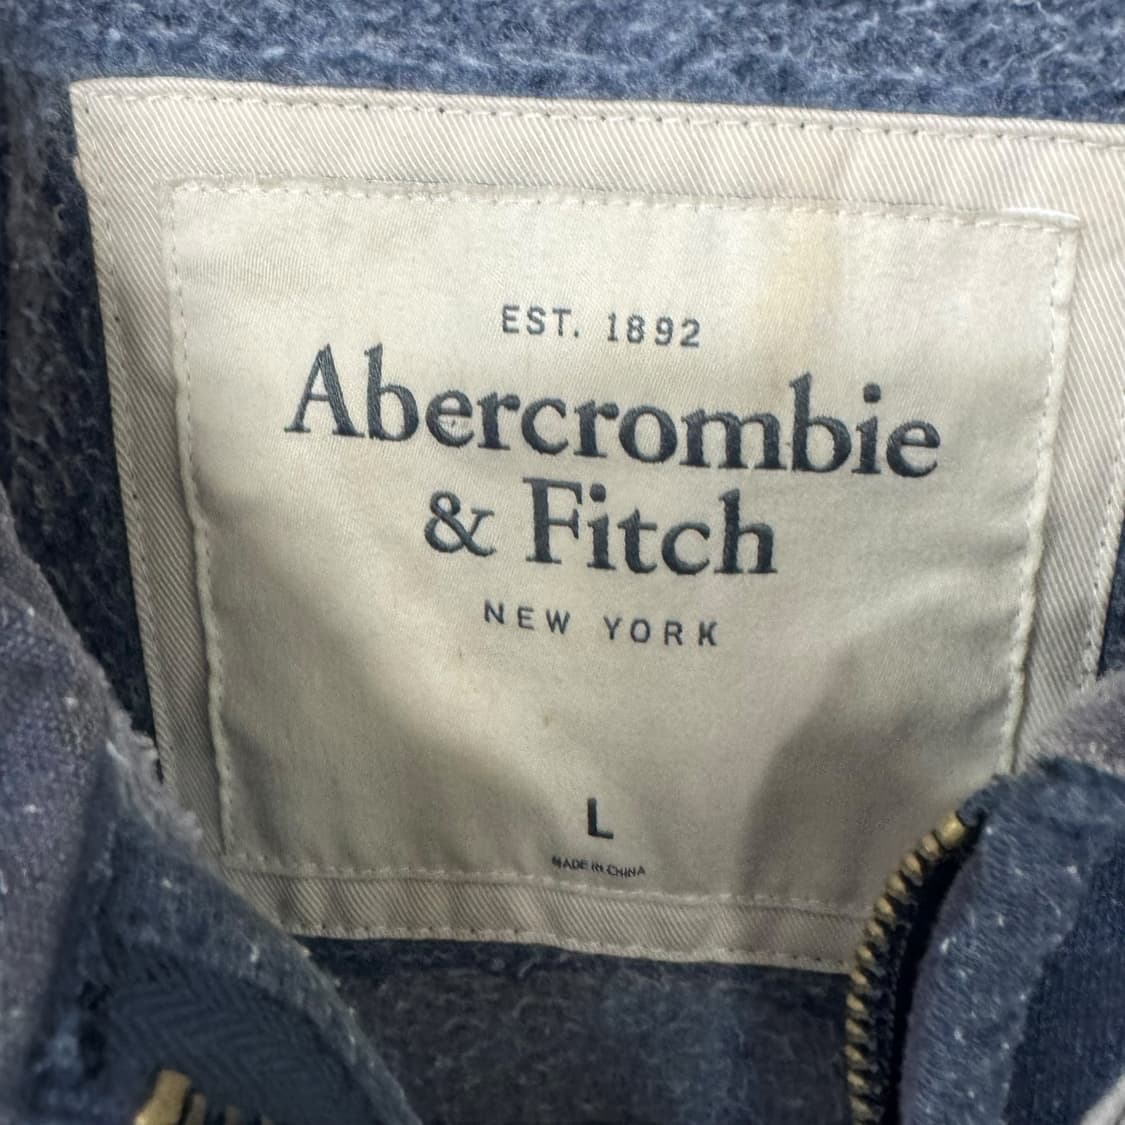 EST. 1892
Abercrombie
& Fitch
NEW YORK
L
MADE IN CHINA